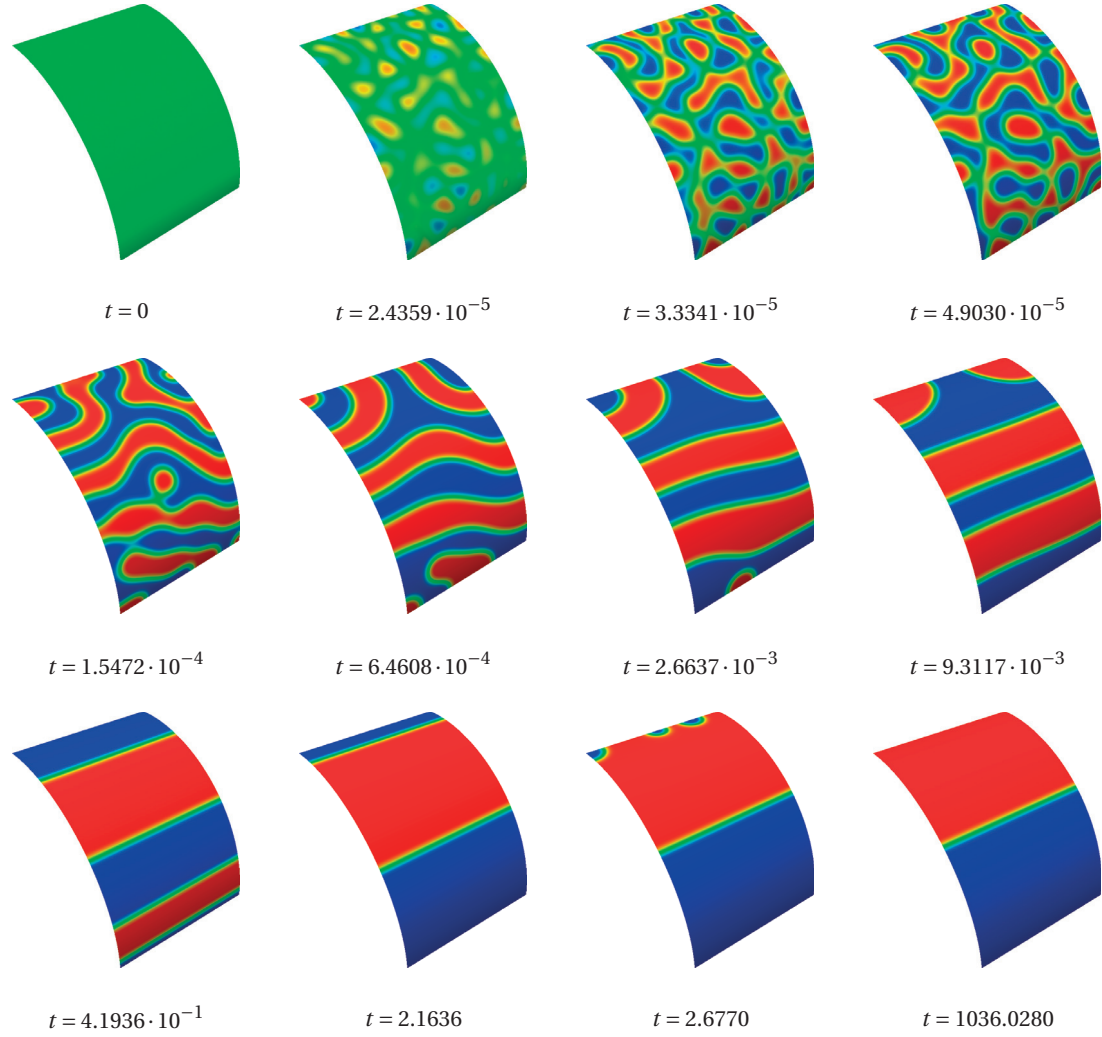 t = 0
t = 2.4359 · 10⁻⁵
t = 3.3341 · 10⁻⁵
t = 4.9030 · 10⁻⁵
t = 1.5472 · 10⁻⁴
t = 6.4608 · 10⁻⁴
t = 2.6637 · 10⁻³
t = 9.3117 · 10⁻³
t = 4.1936 · 10⁻¹
t = 2.1636
t = 2.6770
t = 1036.0280